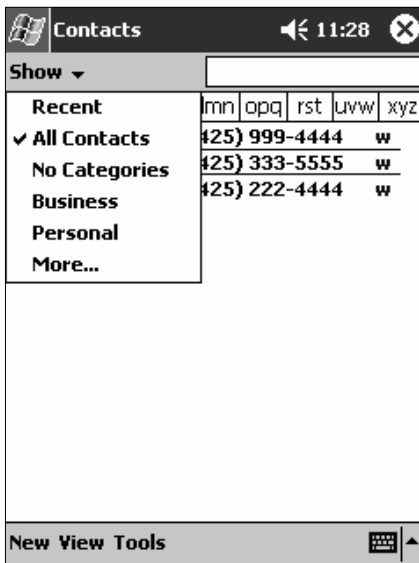 Contacts 11:28
Show
Recent
lmn opq rst uvw xyz
✓ All Contacts
425) 999-4444 w
No Categories
425) 333-5555 w
Business
425) 222-4444 w
Personal
More...
New View Tools